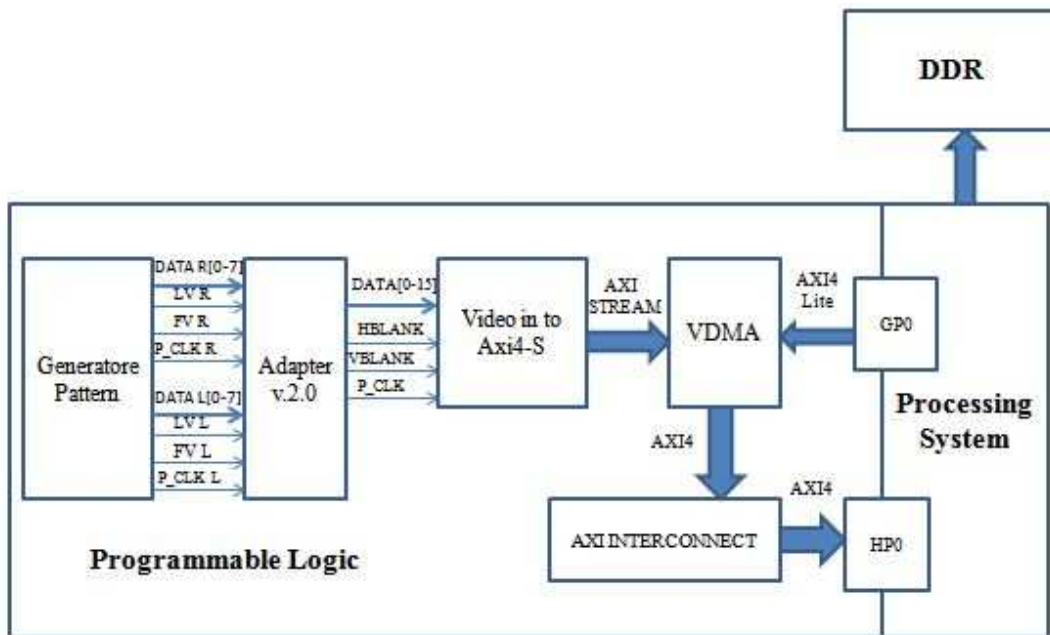 DDR
DATA R[0-7]
LV R
FV R
P_CLK R
DATA L[0-7]
LV L
FV L
P_CLK L
Generatore
Pattern
Adapter
v.2.0
DATA[0-15]
HBLANK
VBLANK
P_CLK
Video in to
Axi4-S
AXI
STREAM
VDMA
AXI4
Lite
GP0
Processing
System
AXI4
AXI INTERCONNECT
AXI4
HP0
Programmable Logic